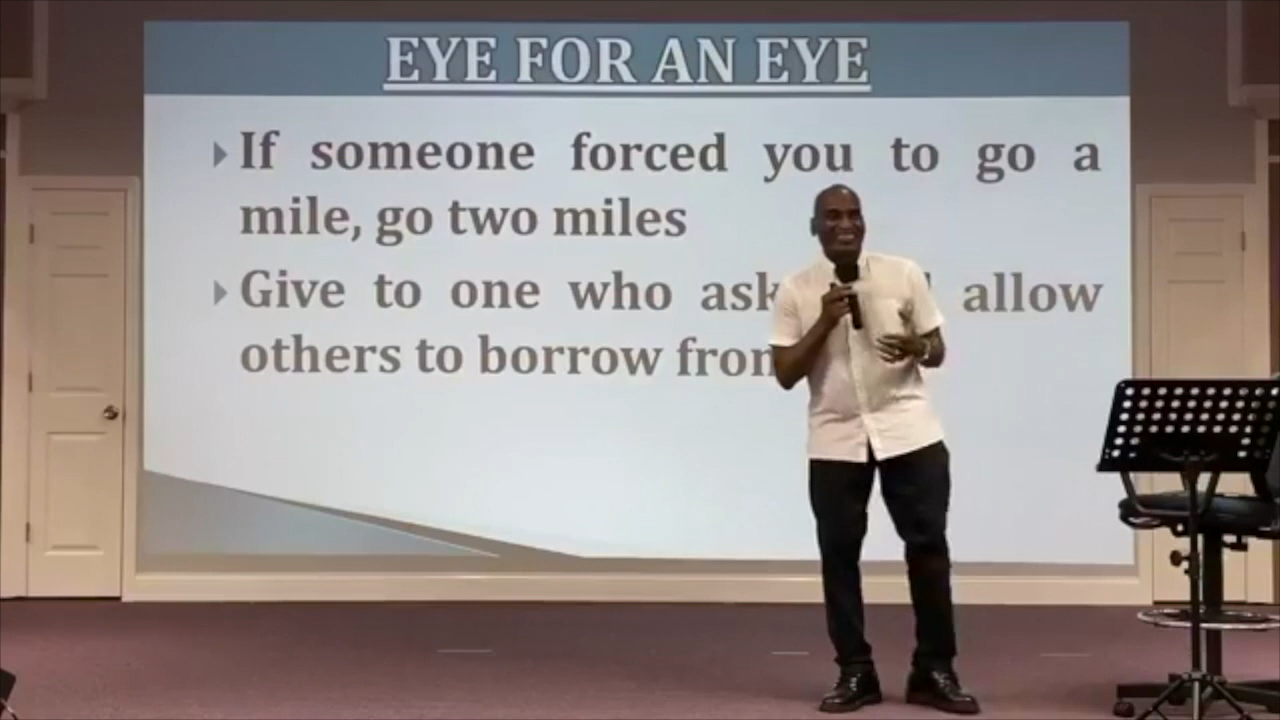 EYE FOR AN EYE
If someone forced you to go a
mile, go two miles
Give to one who ask allow
others to borrow from